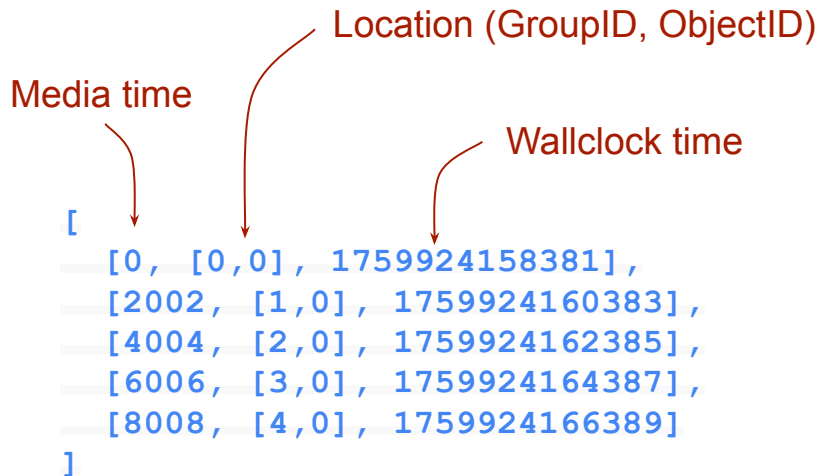 Location (GroupID, ObjectID)
Media time
Wallclock time
[
[0, [0,0], 1759924158381],
[2002, [1,0], 1759924160383],
[4004, [2,0], 1759924162385],
[6006, [3,0], 1759924164387],
[8008, [4,0], 1759924166389]
]